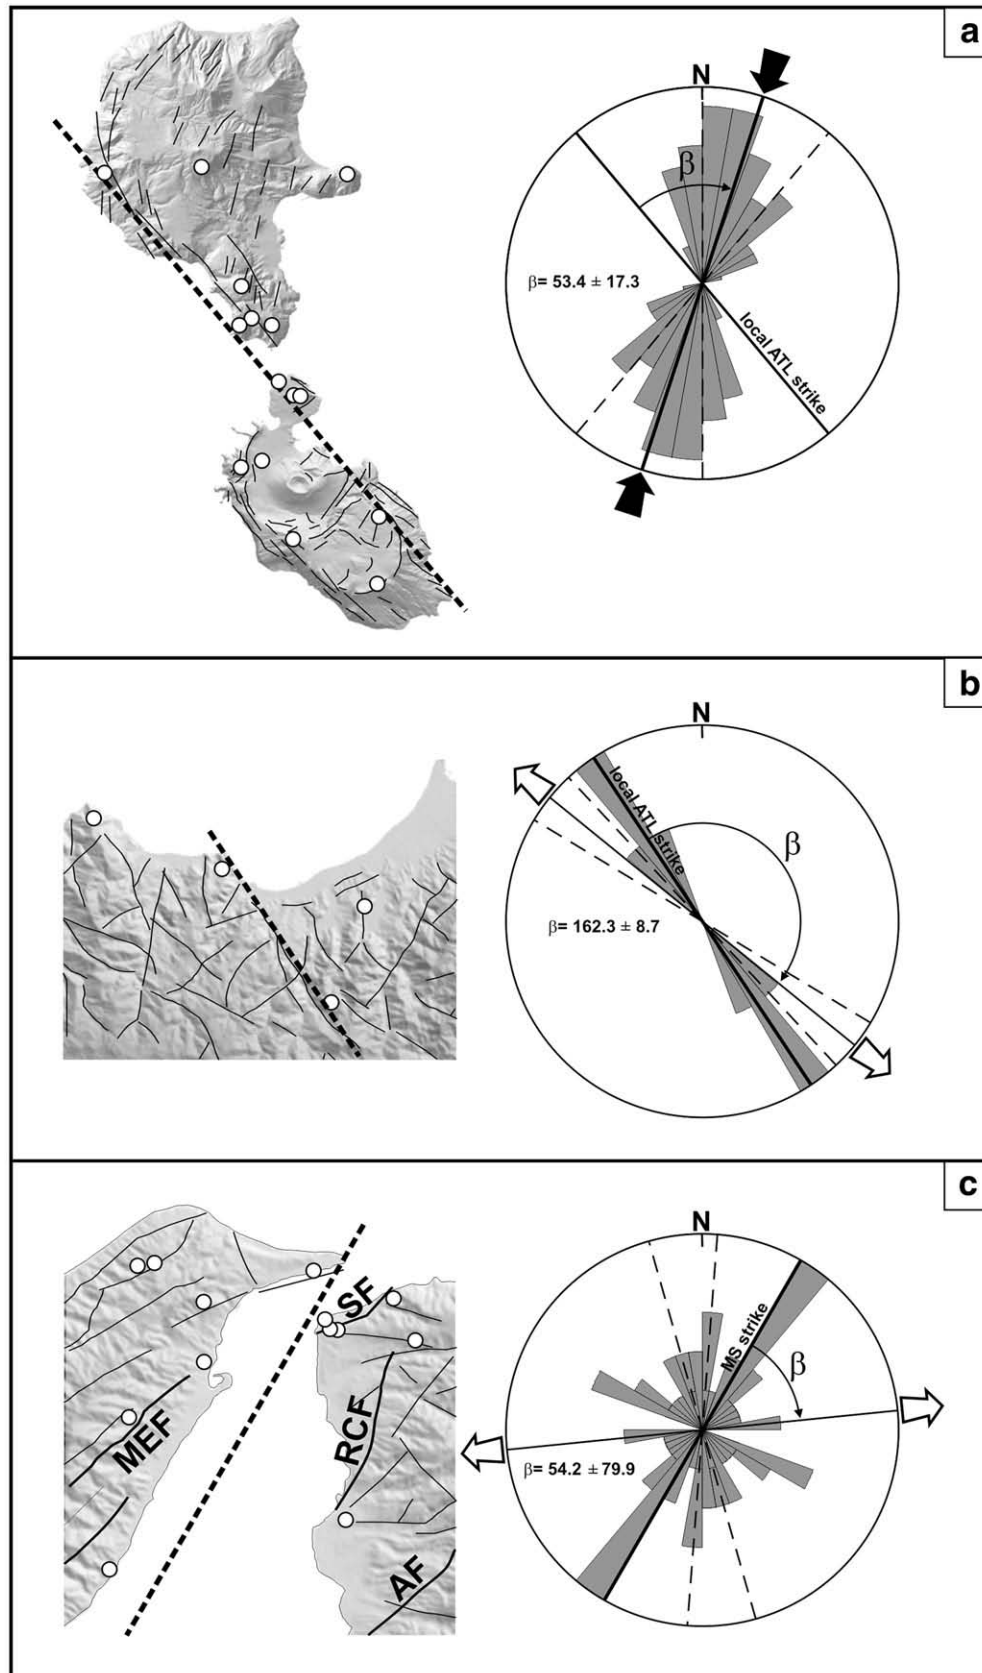 a
N
β
β= 53.4 ± 17.3
local ATL strike
b
N
local ATL strike
β
β= 162.3 ± 8.7
c
N
SF
MS strike
β
RCF
MEF
β= 54.2 ± 79.9
AF